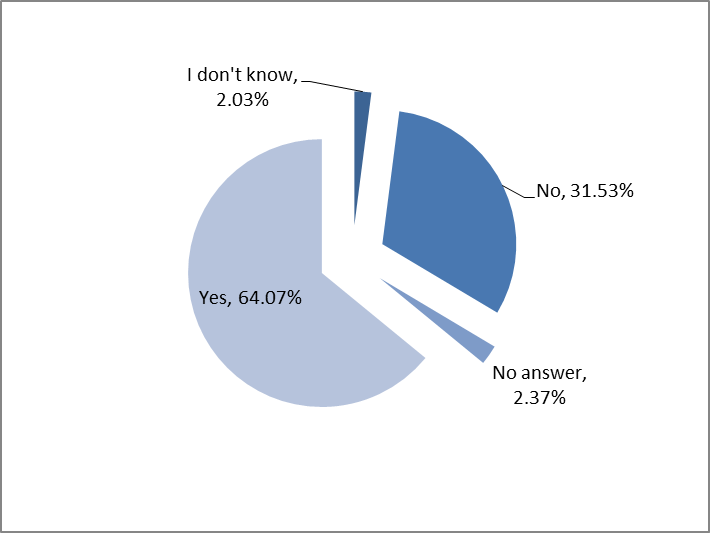 I don't know,
2.03%
No, 31.53%
Yes, 64.07%
No answer,
2.37%